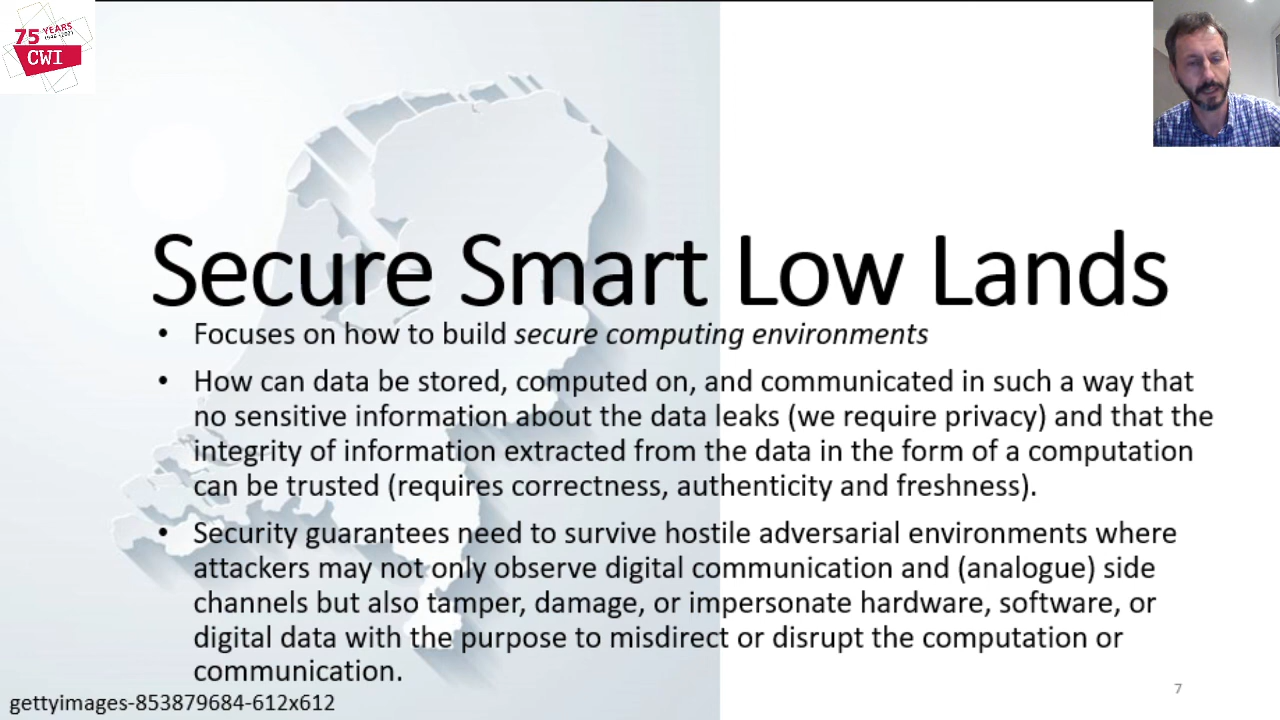 75 YEARS
CWI
Secure Smart Low Lands
• Focuses on how to build secure computing environments
• How can data be stored, computed on, and communicated in such a way that
no sensitive information about the data leaks (we require privacy) and that the
integrity of information extracted from the data in the form of a computation
can be trusted (requires correctness, authenticity and freshness).
• Security guarantees need to survive hostile adversarial environments where
attackers may not only observe digital communication and (analogue) side
channels but also tamper, damage, or impersonate hardware, software, or
digital data with the purpose to misdirect or disrupt the computation or
communication.
7
gettyimages-853879684-612x612